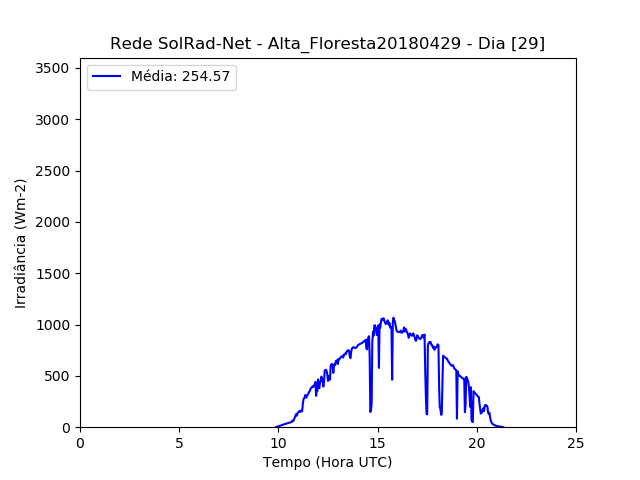 Rede SolRad-Net - Alta_Floresta20180429 - Dia [29]
Média: 254.57
3500
3000
2500
2000
1500
1000
500
0
Irradiância (Wm-2)
0 5 10 15 20 25
Tempo (Hora UTC)